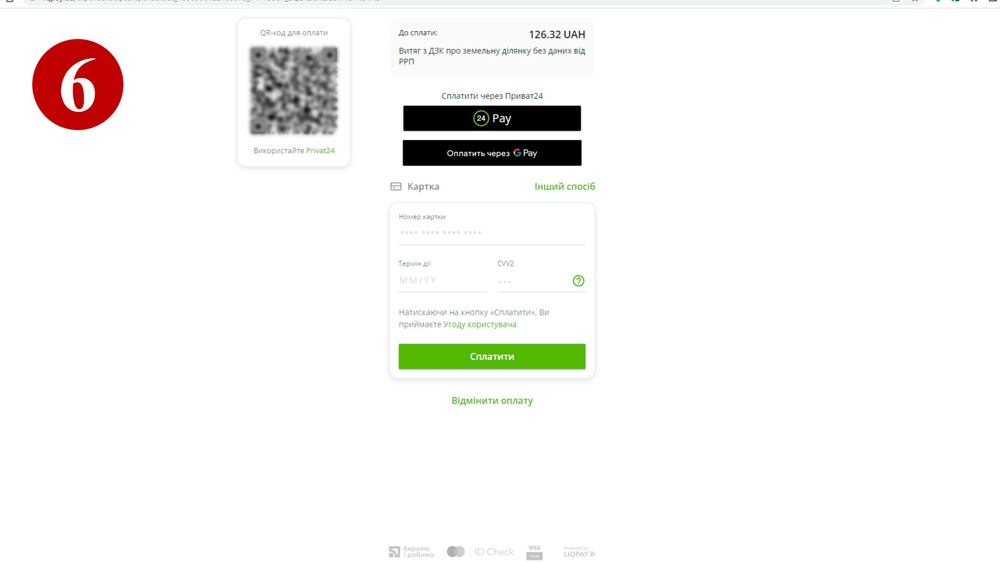 6
QR-код для оплати
Використайте Privat24
До сплати:
126.32 UAH
Витяг з ДЗК про земельну ділянку без даних від
РРП
Сплатити через Приват24
24 Pay
Оплатить через G Pay
Картка
Інший спосіб
Номер картки
Термін дії
CVV2
MM/YY
?
Натискаючи на кнопку «Сплатити», Ви
приймаєте Угоду користувача
Сплатити
Відмінити оплату
беремо
і робимо
ID Check
VISA
SECURE
Powered by
LIQPAY